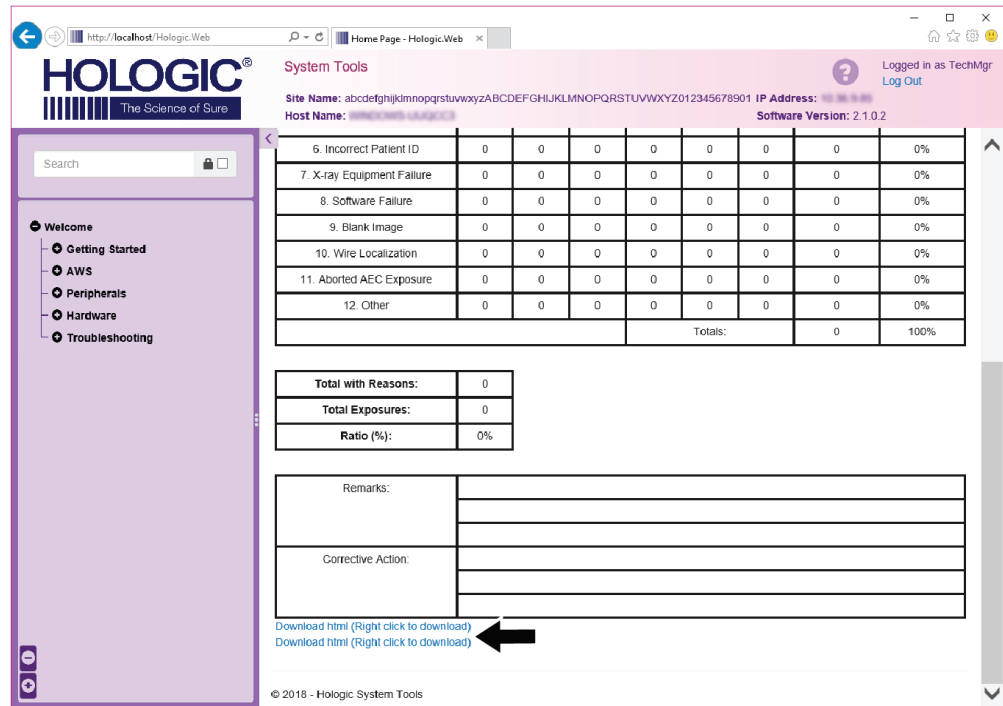 http://localhost/Hologic.Web
Home Page - Hologic.Web
HOLOGIC®
The Science of Sure
System Tools
?
Logged in as TechMgr
Log Out
Site Name: abcdefghijklmnopqrstuvwxyzABCDEFGHIJKLMNOPQRSTUVWXYZ012345678901 IP Address:
Host Name: Software Version: 2.1.0.2
Search
Welcome
Getting Started
AWS
Peripherals
Hardware
Troubleshooting
6. Incorrect Patient ID 0 0 0 0 0 0 0 0%
7. X-ray Equipment Failure 0 0 0 0 0 0 0 0%
8. Software Failure 0 0 0 0 0 0 0 0%
9. Blank Image 0 0 0 0 0 0 0 0%
10. Wire Localization 0 0 0 0 0 0 0 0%
11. Aborted AEC Exposure 0 0 0 0 0 0 0 0%
12. Other 0 0 0 0 0 0 0 0%
Totals: 0 100%
Total with Reasons: 0
Total Exposures: 0
Ratio (%): 0%
Remarks:
Corrective Action:
Download html (Right click to download)
Download html (Right click to download)
© 2018 - Hologic System Tools